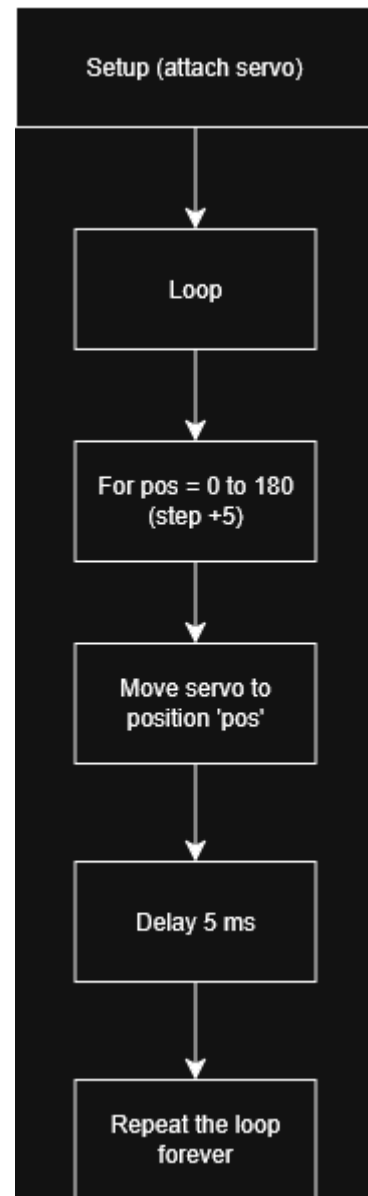 Setup (attach servo)
Loop
For pos = 0 to 180
(step +5)
Move servo to
position 'pos'
Delay 5 ms
Repeat the loop
forever